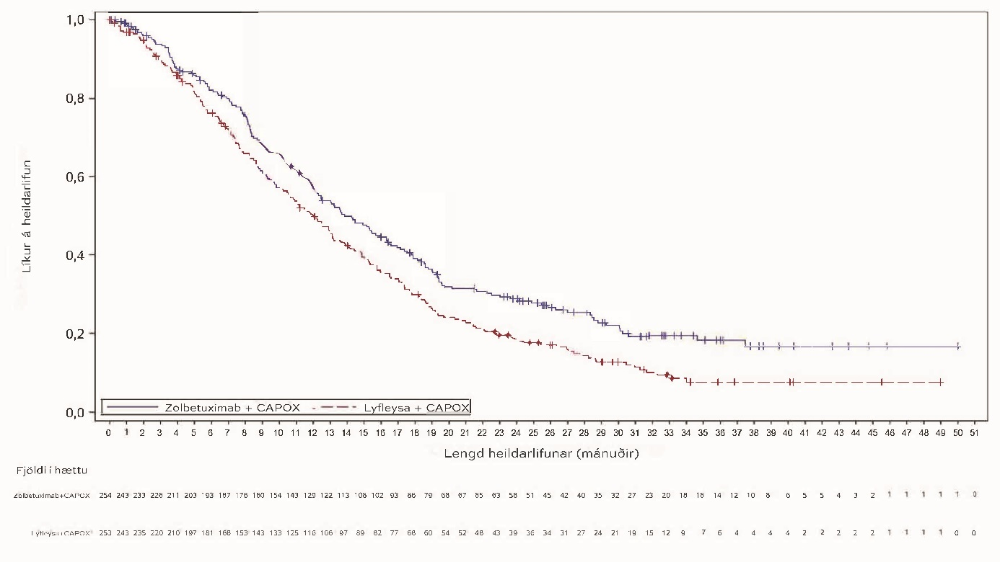 1,0
0,8
0,6
0,4
0,2
0,0
Líkur á heildarlifun
Zolbetuximab + CAPOX Lyfleysa + CAPOX
0 1 2 3 4 5 6 7 8 9 10 11 12 13 14 15 16 17 18 19 20 21 22 23 24 25 26 27 28 29 30 31 32 33 34 35 36 37 38 39 40 41 42 43 44 45 46 47 48 49 50 51
Lengd heildarlifunar (mánuðir)
Fjöldi í hættu
Zolbetuximab+CAPOX 254 243 233 226 211 203 193 187 176 160 154 143 129 122 113 106 102 93 86 79 68 67 65 63 58 51 45 42 40 35 32 27 23 20 18 16 14 12 10 8 6 5 5 4 3 2 1 1 1 1 1 0
Lyfleysa+CAPOX 253 243 235 220 210 197 181 168 153 143 133 125 116 106 97 89 82 77 68 60 54 52 48 43 39 36 34 31 27 24 21 19 15 12 9 7 6 4 4 4 4 2 2 2 2 2 1 1 1 1 0 0